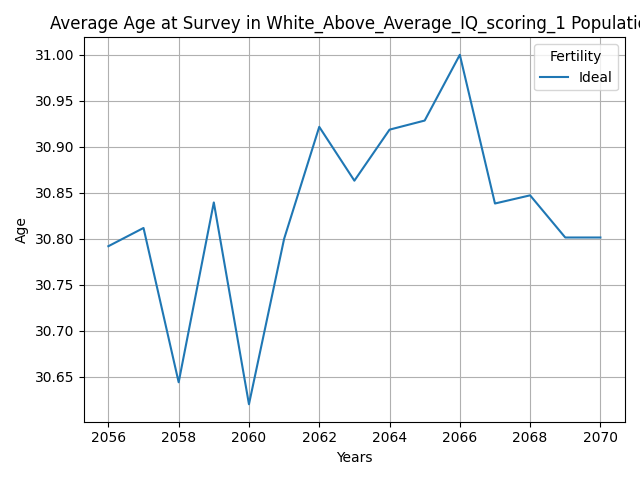 Average Age at Survey in White_Above_Average_IQ_scoring_1 Populatio
Fertility
Ideal
31.00
30.95
30.90
30.85
30.80
30.75
30.70
30.65
Age
2056 2058 2060 2062 2064 2066 2068 2070
Years